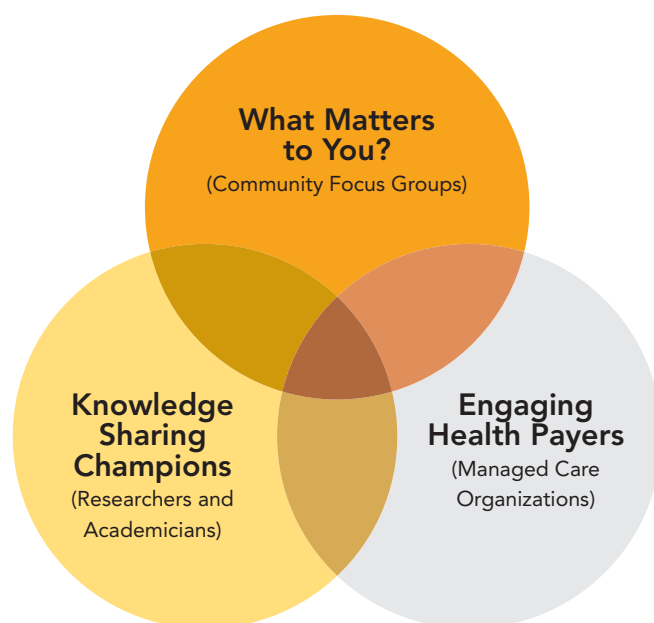 What Matters
to You?
(Community Focus Groups)
Knowledge
Sharing
Champions
(Researchers and
Academicians)
Engaging
Health Payers
(Managed Care
Organizations)